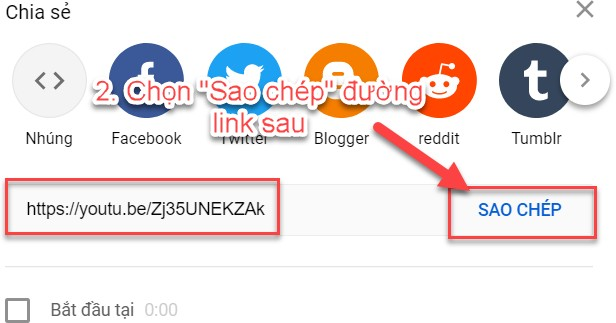 Chia sẻ
2. Chọn "Sao chép" đường
link sau
Nhúng
Facebook
Twitter
Blogger
reddit
Tumblr
https://youtu.be/Zj35UNEKZAk
SAO CHÉP
Bắt đầu tại 0:00